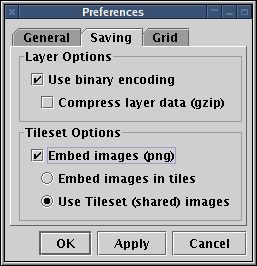 Preferences
General Saving Grid
Layer Options
Use binary encoding
Compress layer data (gzip)
Tileset Options
Embed images (png)
Embed images in tiles
Use Tileset (shared) images
OK Apply Cancel